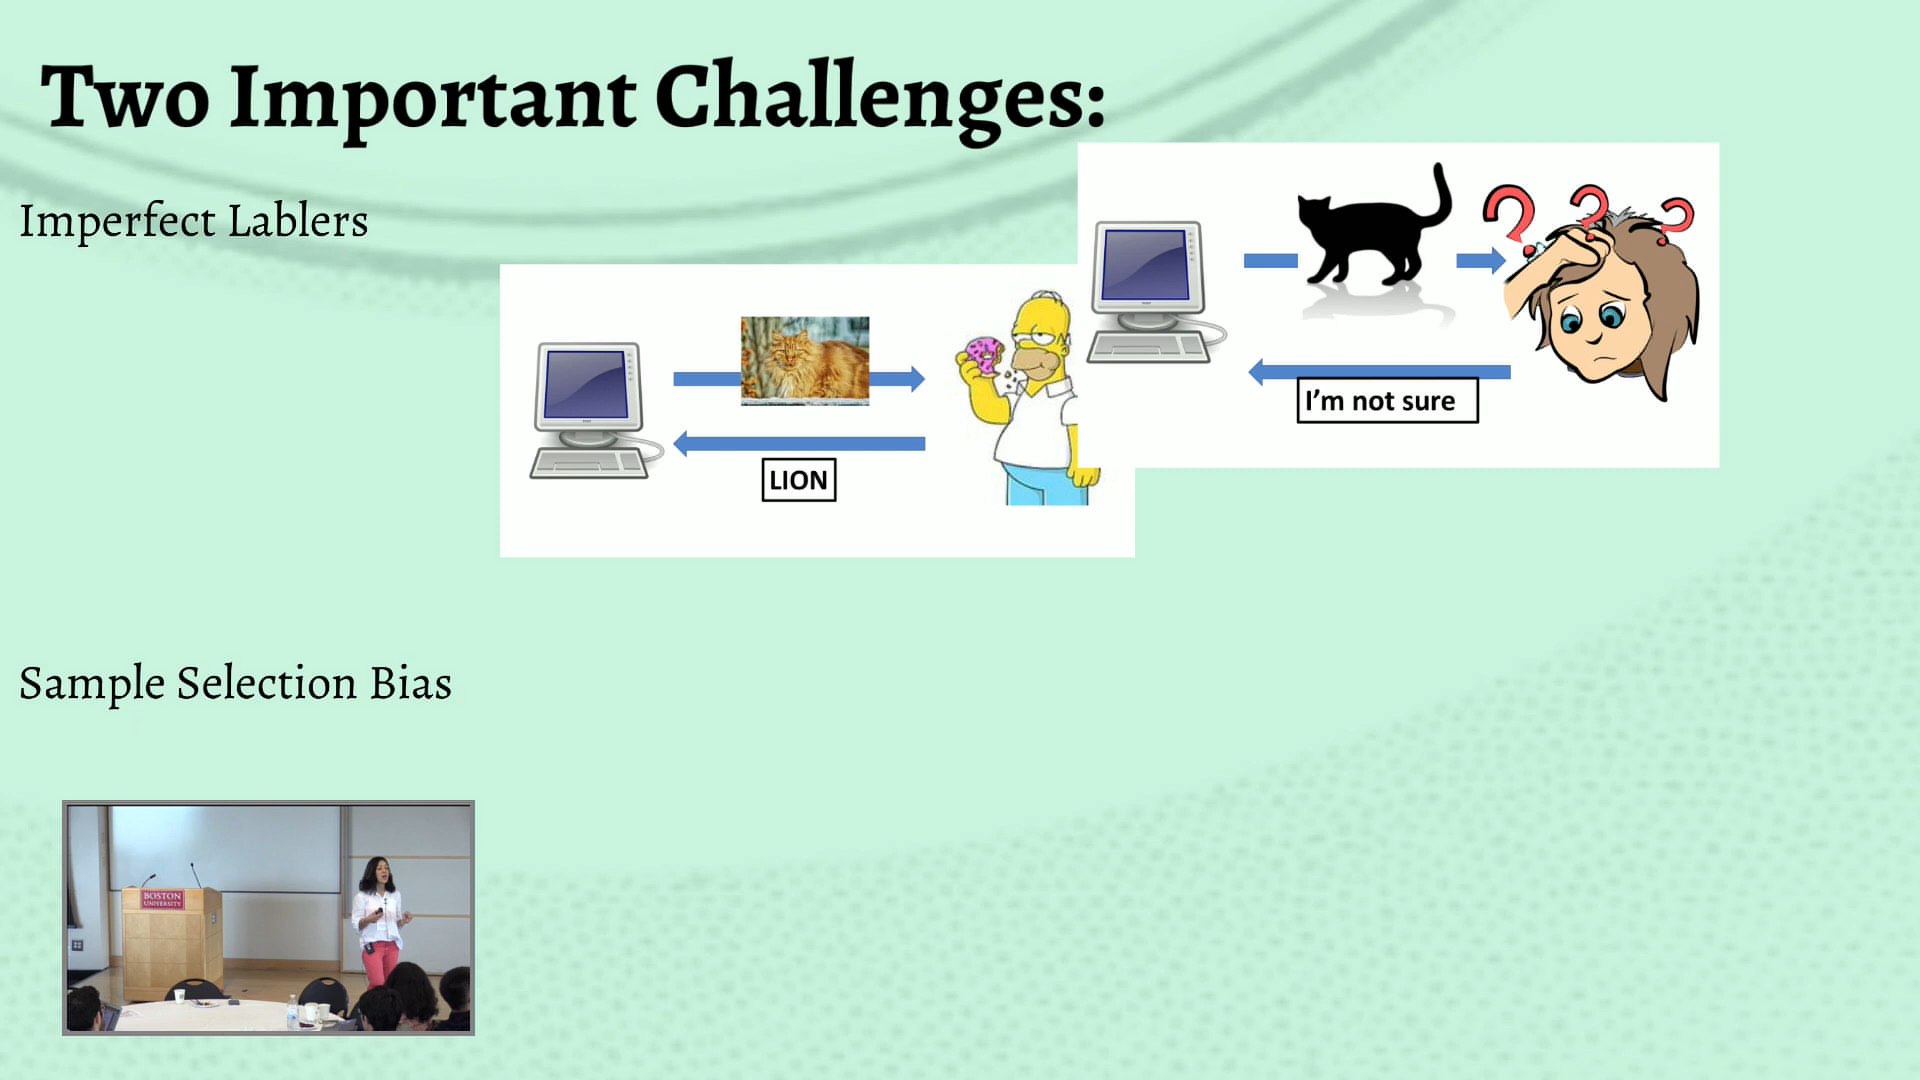 Two Important Challenges:
Imperfect Lablers
I'm not sure
LION
Sample Selection Bias
BOSTON
UNIVERSITY